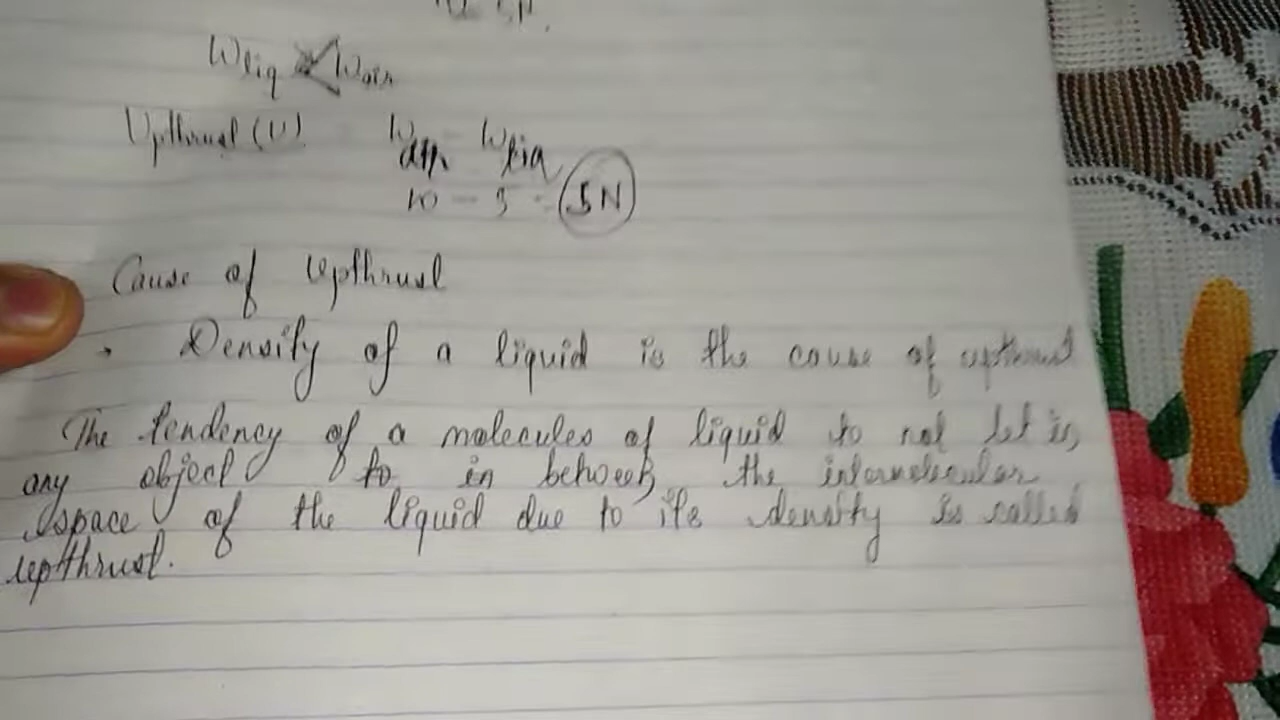 Wliq < Wair
Upthrust (U) Wair - Wliq
10 - 5 = 5N
Cause of Upthrust
. Density of a liquid is the cause of upthrust
The tendency of a molecules of liquid to not let
any object to in between the intermolecular
space of the liquid due to its density is called
upthrust.